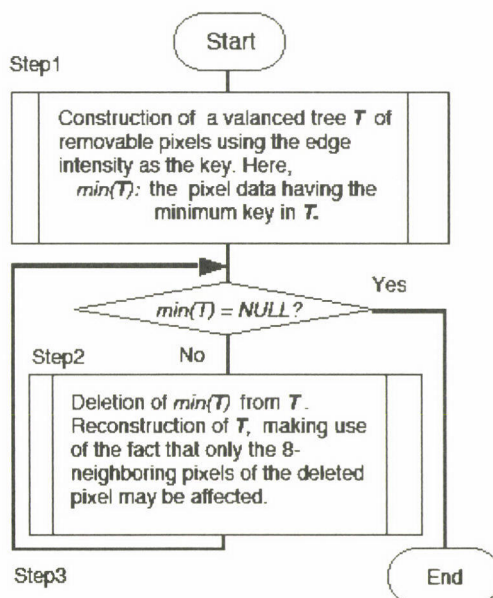 Start
Step1
Construction of a valanced tree T of
removable pixels using the edge
intensity as the key. Here,
min(T): the pixel data having the
minimum key in T.
Yes
min(T) = NULL?
No
Step2
Deletion of min(T) from T.
Reconstruction of T, making use
of the fact that only the 8-
neighboring pixels of the deleted
pixel may be affected.
Step3
End